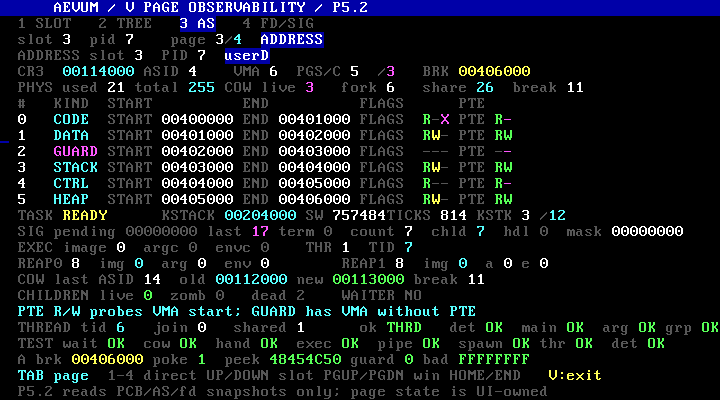 AEVUM / V PAGE OBSERVABILITY / P5.2
1 SLOT 2 TREE 3 AS 4 FD/SIG
slot 3 pid 7 page 3/4 ADDRESS
ADDRESS slot 3 PID 7 userD
CR3 00114000 ASID 4 VMA 6 PGS/C 5 /3 BRK 00406000
PHYS used 21 total 255 COW live 3 fork 6 share 26 break 11
# KIND START END FLAGS PTE
0 CODE START 00400000 END 00401000 FLAGS R-X PTE R-
1 DATA START 00401000 END 00402000 FLAGS RW- PTE RW
2 GUARD START 00402000 END 00403000 FLAGS --- PTE --
3 STACK START 00403000 END 00404000 FLAGS RW- PTE RW
4 CTRL START 00404000 END 00405000 FLAGS R-- PTE R-
5 HEAP START 00405000 END 00406000 FLAGS RW- PTE RW
TASK READY KSTACK 00204000 SW 757484TICKS 814 KSTK 3 /12
SIG pending 00000000 last 17 term 0 count 7 chld 7 hdl 0 mask 00000000
EXEC image 0 argc 0 envc 0 THR 1 TID 7
REAP0 8 img 0 arg 0 env 0 REAP1 8 img 0 a 0 e 0
COW last ASID 14 old 00112000 new 00113000 break 11
CHILDREN live 0 zomb 0 dead 2 WAITER NO
PTE R/W probes VMA start; GUARD has VMA without PTE
THREAD tid 6 join 0 shared 1 ok THRD det OK main OK arg OK grp OK
TEST wait OK cow OK hand OK exec OK pipe OK spawn OK thr OK det OK
A brk 00406000 poke 1 peek 48454C50 guard 0 bad FFFFFFFF
TAB page 1-4 direct UP/DOWN slot PGUP/PGDN win HOME/END V:exit
P5.2 reads PCB/AS/fd snapshots only; page state is UI-owned